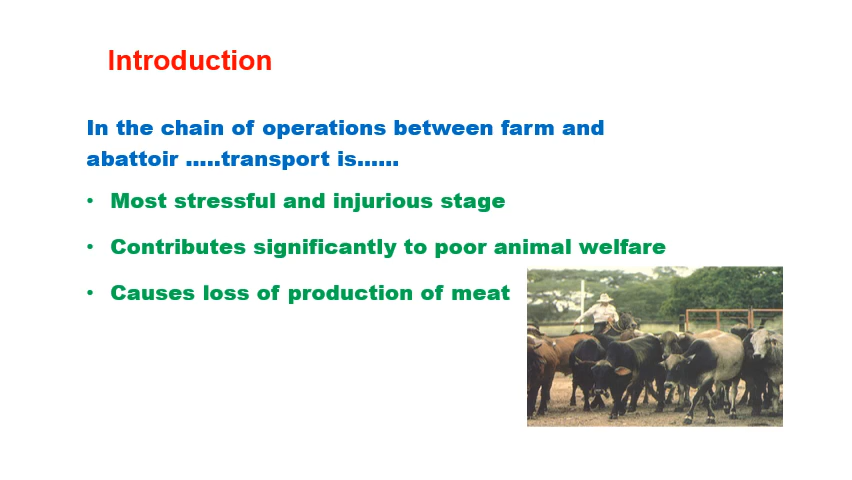 Introduction
In the chain of operations between farm and
abattoir .....transport is......
• Most stressful and injurious stage
• Contributes significantly to poor animal welfare
• Causes loss of production of meat